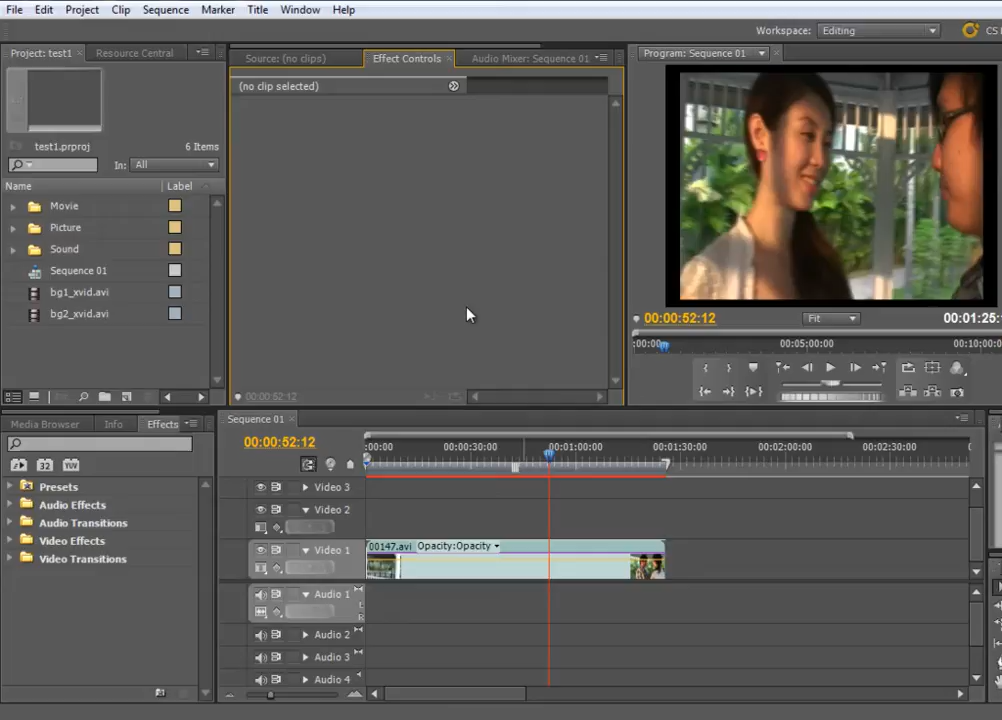 File Edit Project Clip Sequence Marker Title Window Help
Workspace: Editing CS
Project: test1 Resource Central
Source: (no clips) Effect Controls Audio Mixer: Sequence 01
Program: Sequence 01
(no clip selected)
test1.prproj 6 Items
In: All
Name Label
Movie
Picture
Sound
Sequence 01
bg1_xvid.avi
bg2_xvid.avi
00:00:52:12
00:00:52:12 Fit 00:01:25:
:00:00 00:05:00:00 00:10:00:0
Media Browser Info Effects
Sequence 01
00:00:52:12
:00:00 00:00:30:00 00:01:00:00 00:01:30:00 00:02:00:00 00:02:30:00
32 YUV
Presets
Audio Effects
Audio Transitions
Video Effects
Video Transitions
Video 3
Video 2
Video 1
00147.avi Opacity:Opacity
Audio 1
L
R
Audio 2
Audio 3
Audio 4